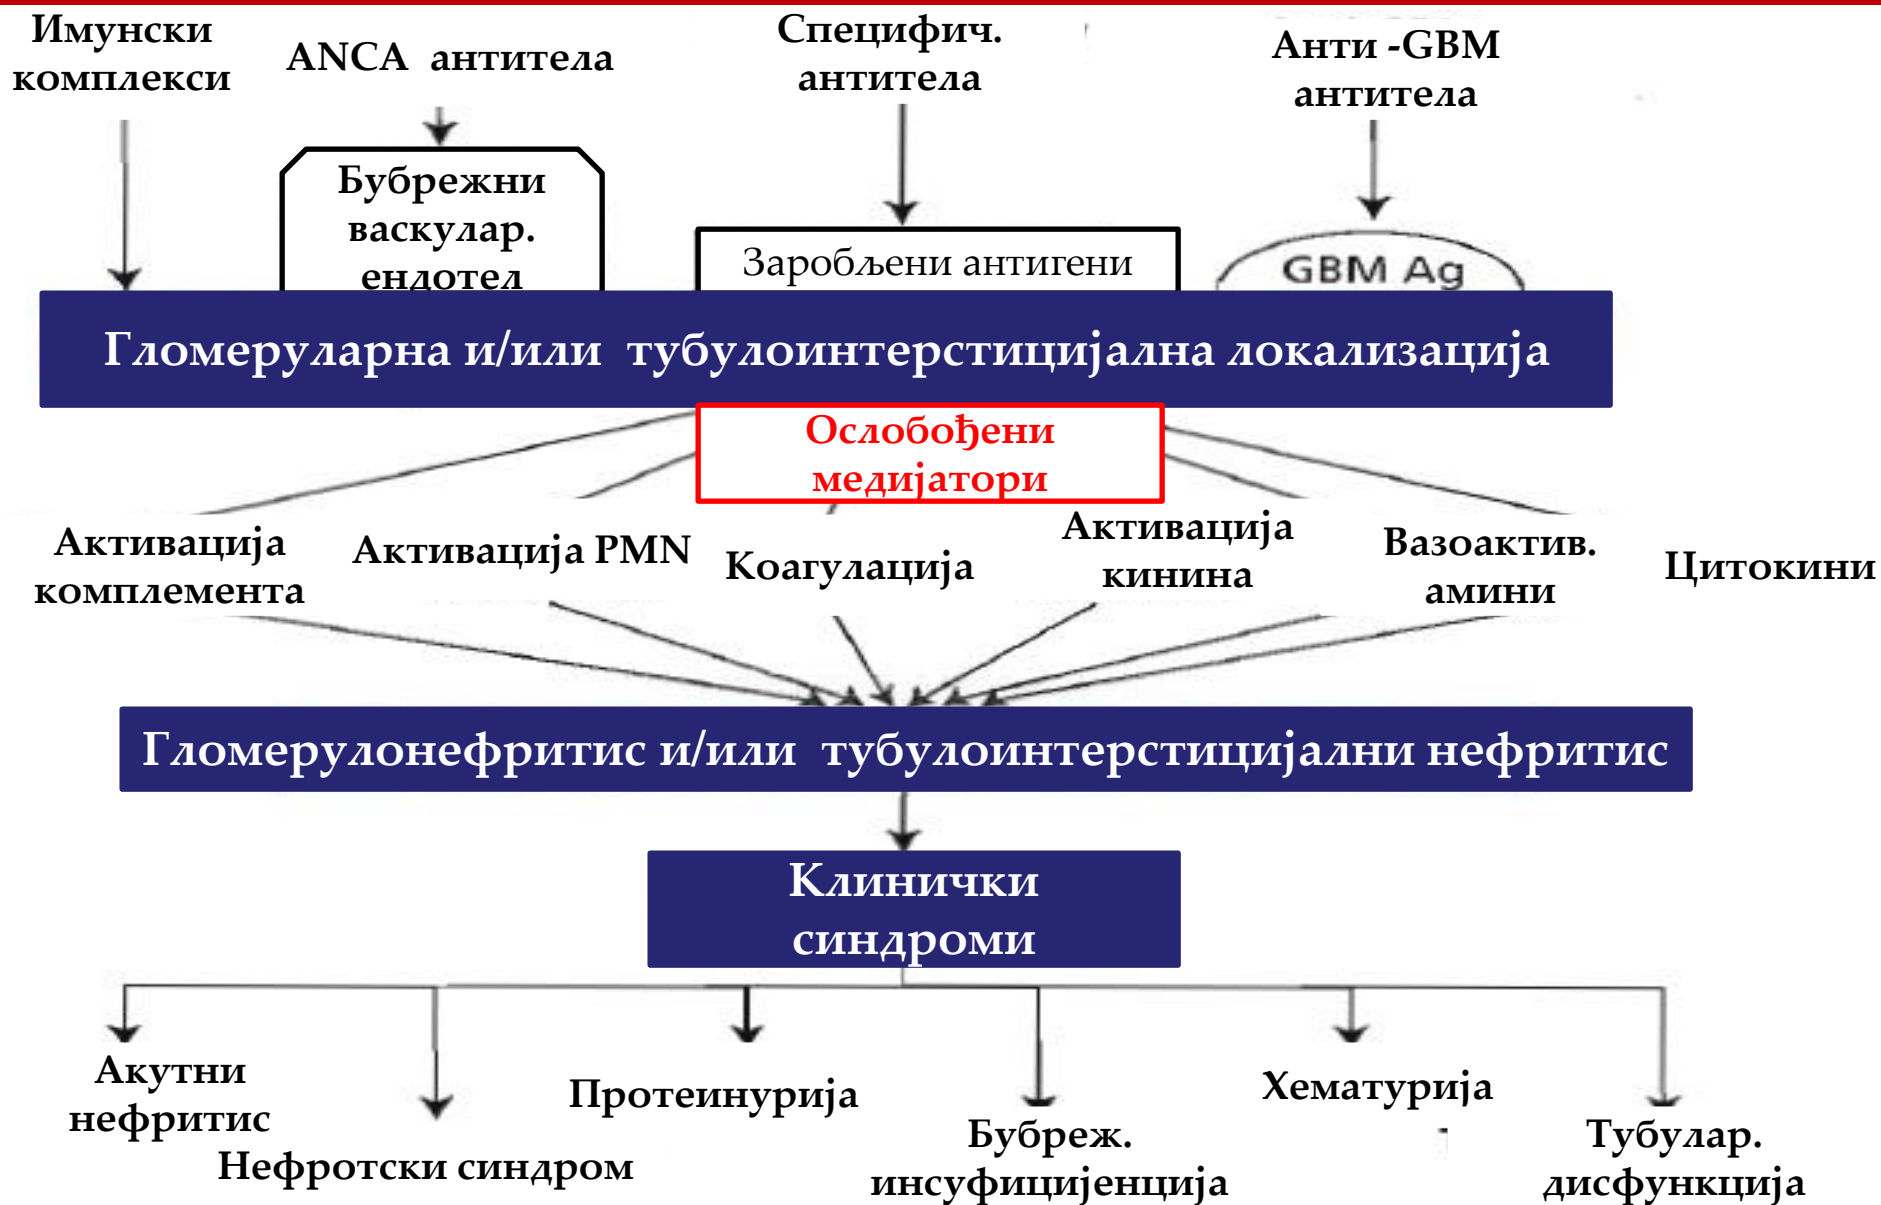 Имунски
комплекси
ANCA антитела
Специфич.
антитела
Анти -GBM
антитела
Бубрежни
васкулар.
ендотел
Заробљени антигени
GBM Ag
Гломеруларна и/или тубулоинтерстицијална локализација
Ослобођени
медијатори
Активација
комплемента
Активација PMN
Коагулација
Активација
кинина
Вазоактив.
амини
Цитокини
Гломерулонефритис и/или тубулоинтерстицијални нефритис
Клинички
синдроми
Акутни
нефритис
Нефротски синдром
Протеинурија
Бубреж.
инсуфицијенција
Хематурија
Тубулар.
дисфункција